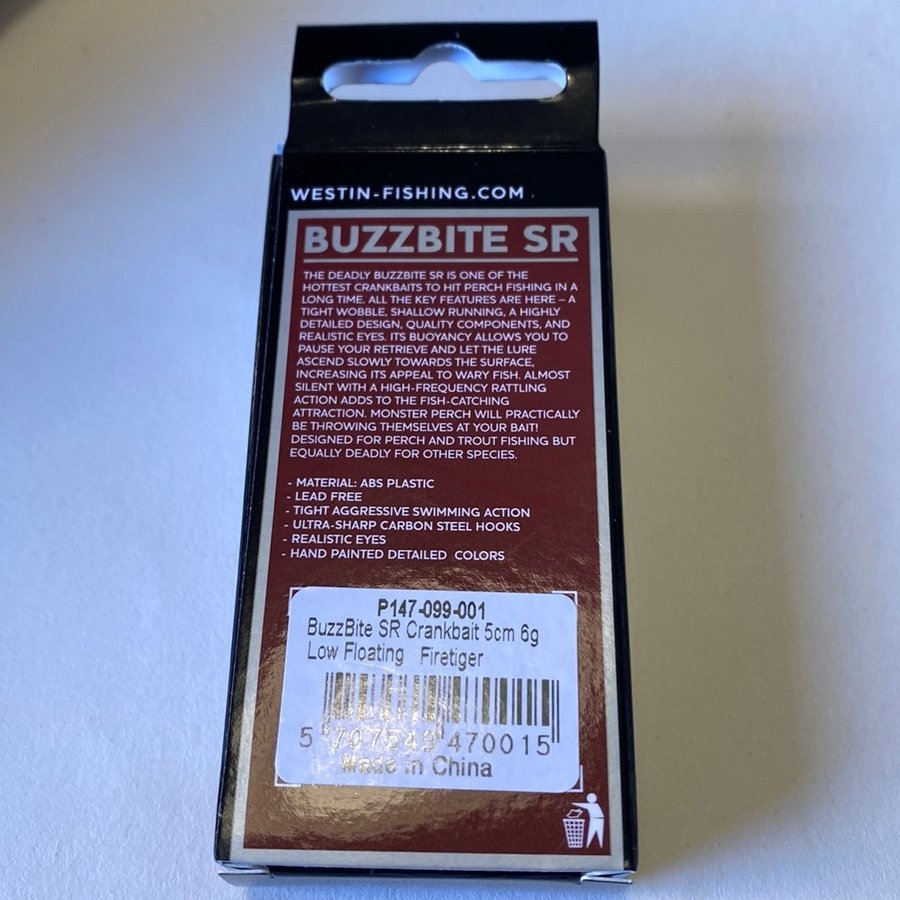 WESTIN-FISHING.COM
BUZZBITE SR
THE DEADLY BUZZBITE SR IS ONE OF THE
HOTTEST CRANKBAITS TO HIT PERCH FISHING IN A
LONG TIME. ALL THE KEY FEATURES ARE HERE – A
TIGHT WOBBLE, SHALLOW RUNNING, A HIGHLY
DETAILED DESIGN, QUALITY COMPONENTS, AND
REALISTIC EYES. ITS BUOYANCY ALLOWS YOU TO
PAUSE YOUR RETRIEVE AND LET THE LURE
ASCEND SLOWLY TOWARDS THE SURFACE,
INCREASING ITS APPEAL TO WARY FISH. ALMOST
SILENT WITH A HIGH-FREQUENCY RATTLING
ACTION ADDS TO THE FISH-CATCHING
ATTRACTION. MONSTER PERCH WILL PRACTICALLY
BE THROWING THEMSELVES AT YOUR BAIT!
DESIGNED FOR PERCH AND TROUT FISHING BUT
EQUALLY DEADLY FOR OTHER SPECIES.
- MATERIAL: ABS PLASTIC
- LEAD FREE
- TIGHT AGGRESSIVE SWIMMING ACTION
- ULTRA-SHARP CARBON STEEL HOOKS
- REALISTIC EYES
- HAND PAINTED DETAILED COLORS
P147-099-001
BuzzBite SR Crankbait 5cm 6g
Low Floating Firetiger
5 707549 470015
Made in China